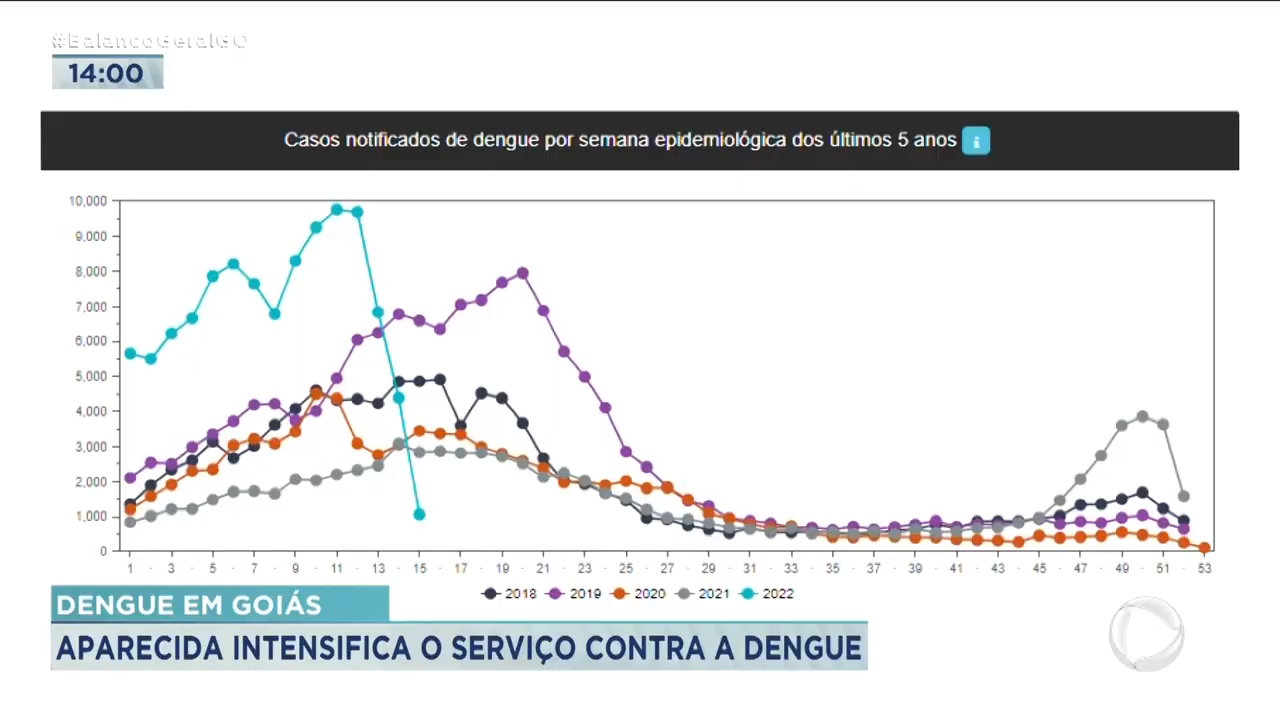 #BalancoGeralGO
14:00
Casos notificados de dengue por semana epidemiológica dos últimos 5 anos i
10,000
9,000
8,000
7,000
6,000
5,000
4,000
3,000
2,000
1,000
0
1 3 5 7 9 11 13 15 17 19 21 23 25 27 29 31 33 35 37 39 41 43 45 47 49 51 53
2018 2019 2020 2021 2022
DENGUE EM GOIÁS
APARECIDA INTENSIFICA O SERVIÇO CONTRA A DENGUE